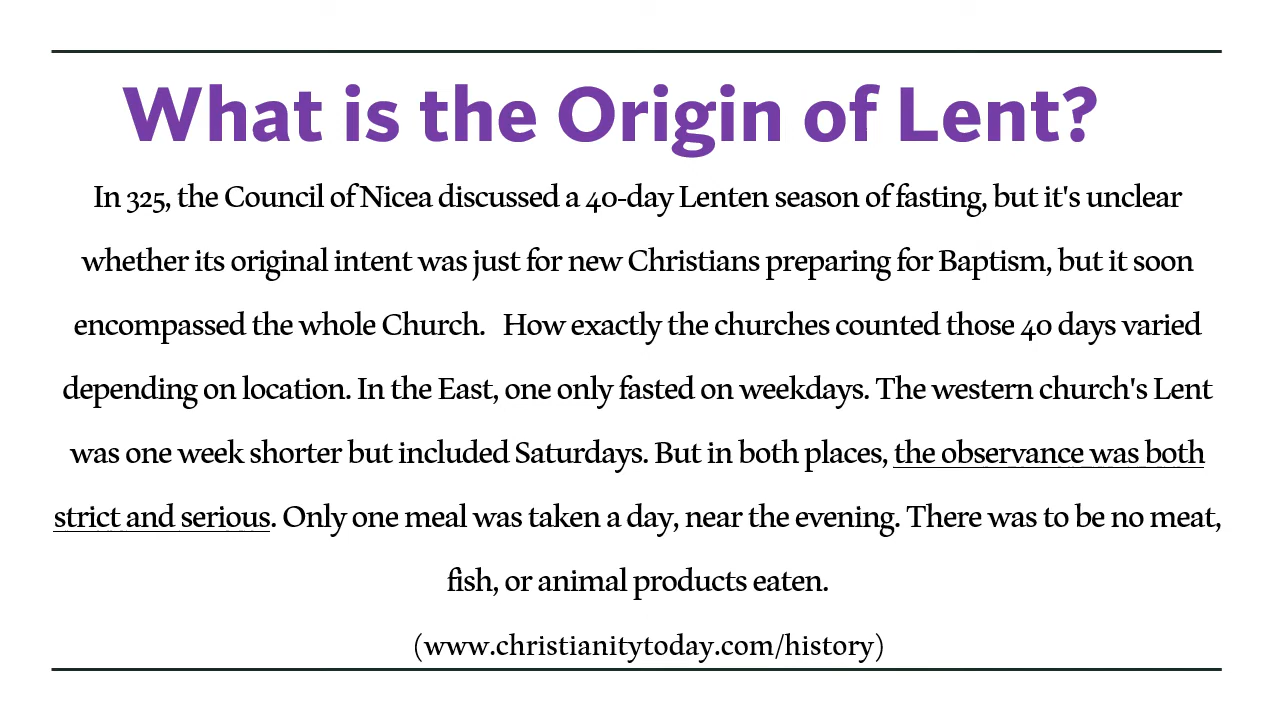 What is the Origin of Lent?
In 325, the Council of Nicea discussed a 40-day Lenten season of fasting, but it's unclear
whether its original intent was just for new Christians preparing for Baptism, but it soon
encompassed the whole Church.   How exactly the churches counted those 40 days varied
depending on location. In the East, one only fasted on weekdays. The western church's Lent
was one week shorter but included Saturdays. But in both places, the observance was both
strict and serious. Only one meal was taken a day, near the evening. There was to be no meat,
fish, or animal products eaten.
(www.christianitytoday.com/history)